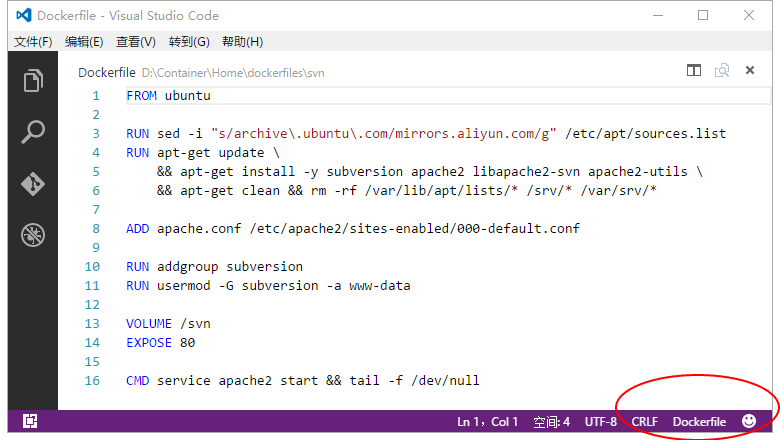 Dockerfile - Visual Studio Code
文件(F) 编辑(E) 查看(V) 转到(G) 帮助(H)
Dockerfile D:\Container\Home\dockerfiles\svn
1 FROM ubuntu
2
3 RUN sed -i "s/archive\.ubuntu\.com/mirrors.aliyun.com/g" /etc/apt/sources.list
4 RUN apt-get update \
5 && apt-get install -y subversion apache2 libapache2-svn apache2-utils \
6 && apt-get clean && rm -rf /var/lib/apt/lists/* /srv/* /var/srv/*
7
8 ADD apache.conf /etc/apache2/sites-enabled/000-default.conf
9
10 RUN addgroup subversion
11 RUN usermod -G subversion -a www-data
12
13 VOLUME /svn
14 EXPOSE 80
15
16 CMD service apache2 start && tail -f /dev/null
Ln 1, Col 1 空间: 4 UTF-8 CRLF Dockerfile